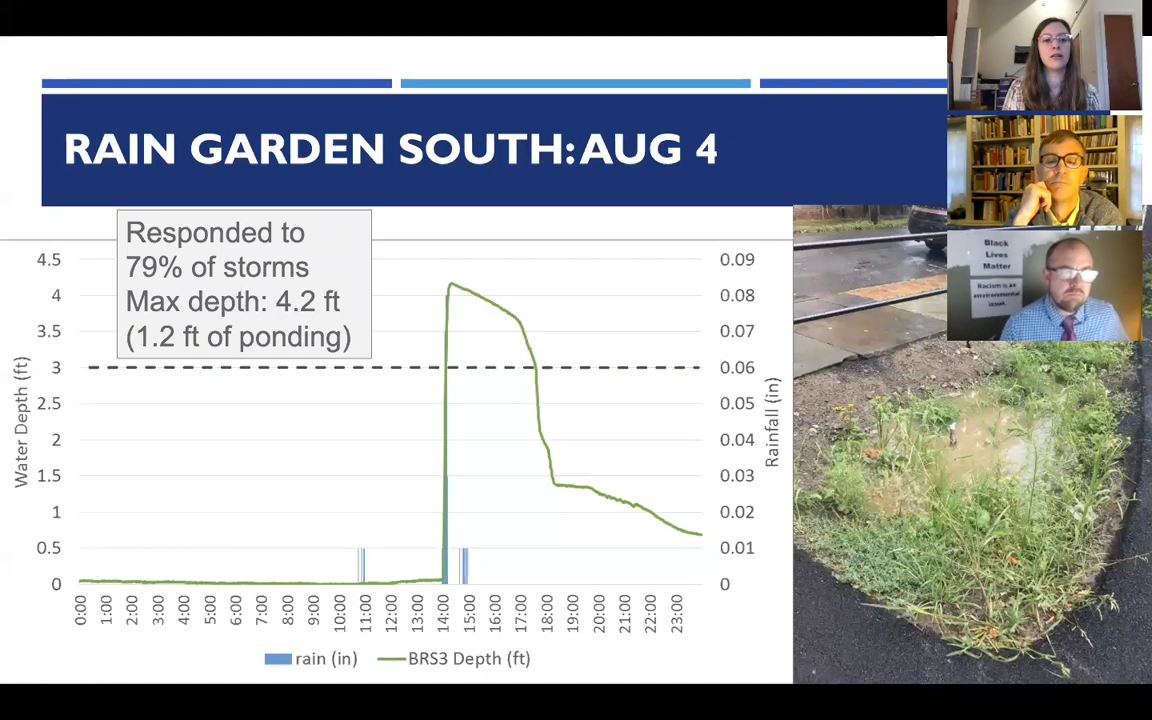 RAIN GARDEN SOUTH: AUG 4
Responded to
79% of storms
Max depth: 4.2 ft
(1.2 ft of ponding)
Water Depth (ft)
4.5
4
3.5
3
2.5
2
1.5
1
0.5
0
0.09
0.08
0.07
0.06
0.05
0.04
0.03
0.02
0.01
0
Rainfall (in)
0:00
1:00
2:00
3:00
4:00
5:00
6:00
7:00
8:00
9:00
10:00
11:00
12:00
13:00
14:00
15:00
16:00
17:00
18:00
19:00
20:00
21:00
22:00
23:00
rain (in)
BRS3 Depth (ft)
Black
Lives
Matter
Racism is an
environmental
issue.